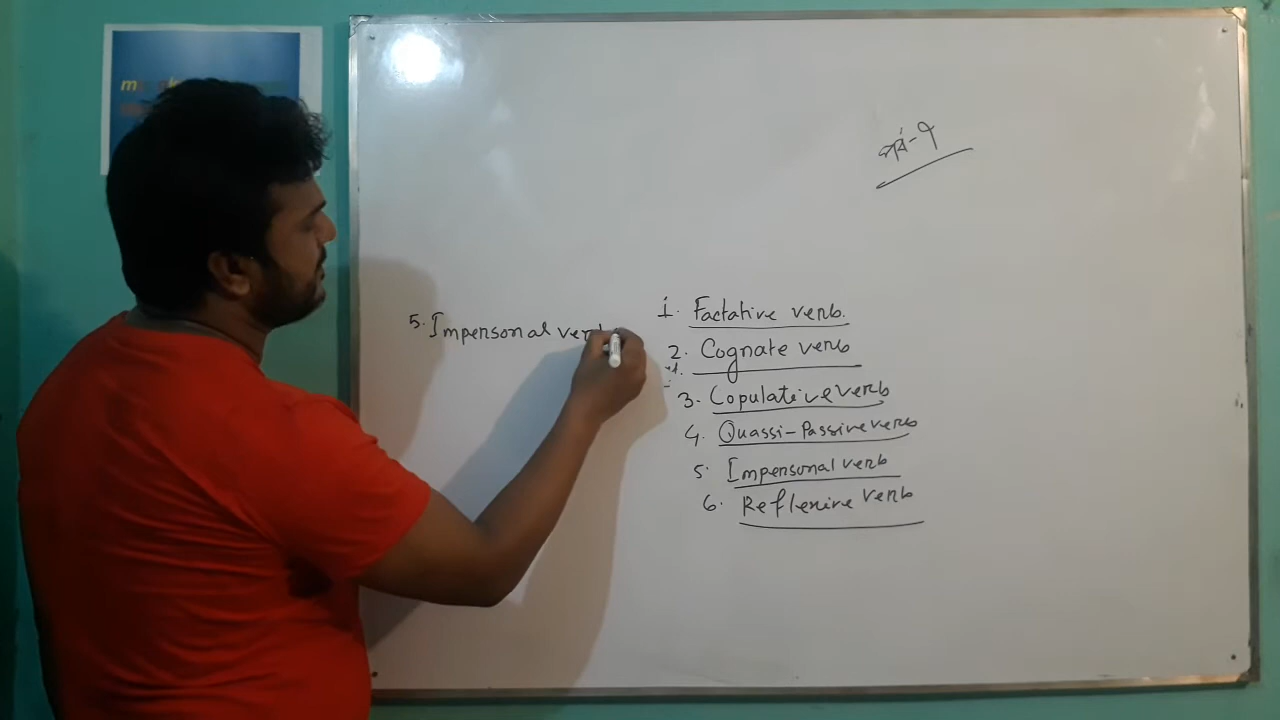 পর্ব-৭
5. Impersonal verb
1. Factative verb.
2. Cognate verb
3. Copulative verb
4. Quassi-Passive verb
5. Impersonal verb
6. Reflexive verb